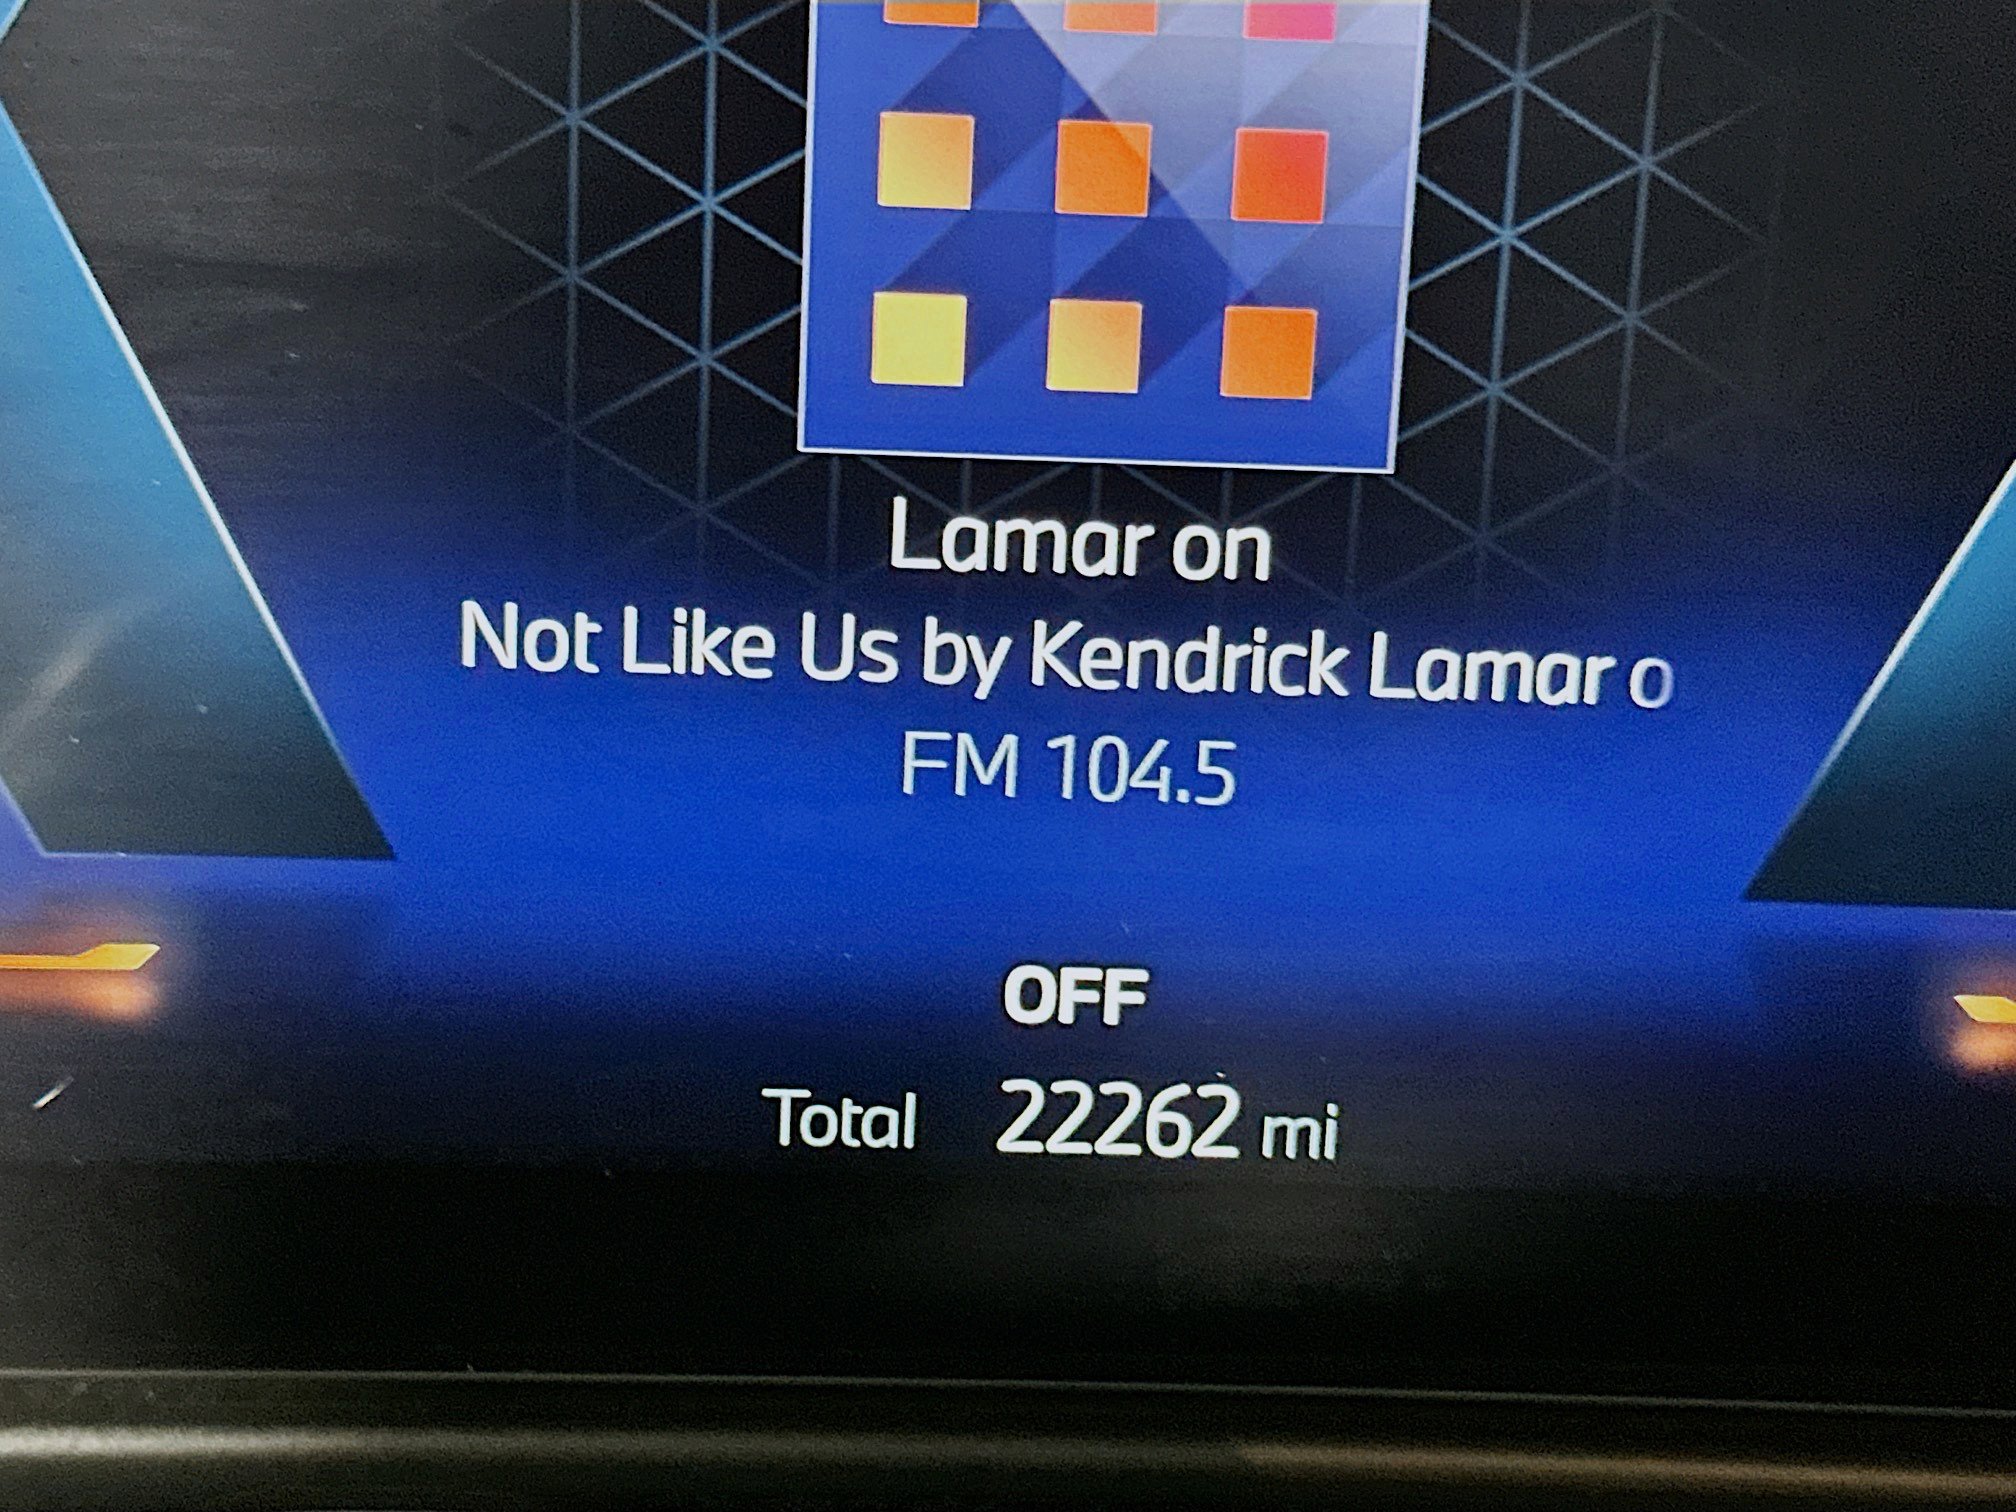 Lamar on
Not Like Us by Kendrick Lamar o
FM 104.5
OFF
Total 22262 mi